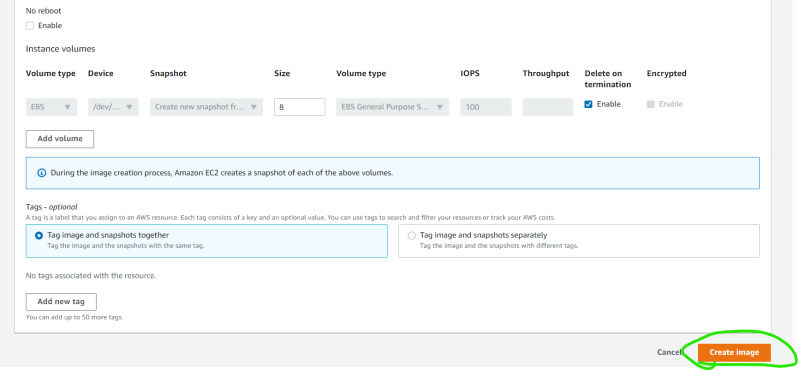 No reboot
Enable
Instance volumes
Volume type Device Snapshot Size Volume type IOPS Throughput Delete on termination Encrypted
EBS /dev/... Create new snapshot fr... 8 EBS General Purpose S... 100 Enable Enable
Add volume
During the image creation process, Amazon EC2 creates a snapshot of each of the above volumes.
Tags - optional
A tag is a label that you assign to an AWS resource. Each tag consists of a key and an optional value. You can use tags to search and filter your resources or track your AWS costs.
Tag image and snapshots together
Tag the image and the snapshots with the same tag.
Tag image and snapshots separately
Tag the image and the snapshots with different tags.
No tags associated with the resource.
Add new tag
You can add up to 50 more tags.
Cancel Create image